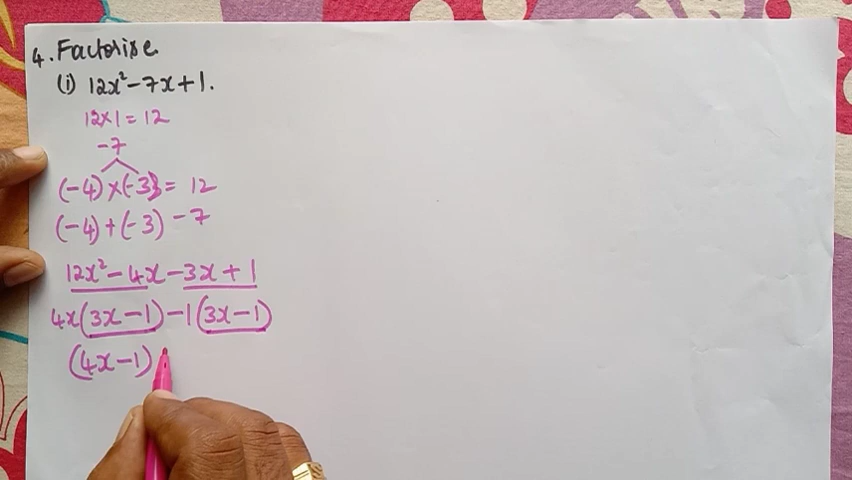 4. Factorise
(i) 12x² - 7x + 1.
12 × 1 = 12
-7
(-4) × (-3) = 12
(-4) + (-3) - 7
12x² - 4x - 3x + 1
4x(3x - 1) - 1(3x - 1)
(4x - 1)